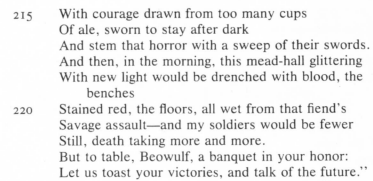 215 With courage drawn from too many cups
Of ale, sworn to stay after dark
And stem that horror with a sweep of their swords.
And then, in the morning, this mead-hall glittering
With new light would be drenched with blood, the
benches
220 Stained red, the floors, all wet from that fiend's
Savage assault—and my soldiers would be fewer
Still, death taking more and more.
But to table, Beowulf, a banquet in your honor:
Let us toast your victories, and talk of the future."